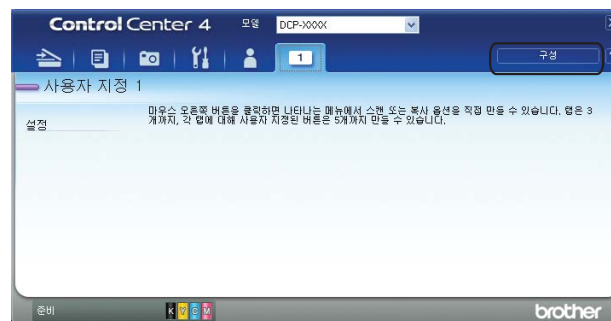 Control Center 4 모델 DCP-XXXX
1 구성
사용자 지정 1
설정
마우스 오른쪽 버튼을 클릭하면 나타나는 메뉴에서 스캔 또는 복사 옵션을 직접 만들 수 있습니다. 탭은 3
개까지, 각 탭에 대해 사용자 지정된 버튼은 5개까지 만들 수 있습니다.
준비 K Y C M brother